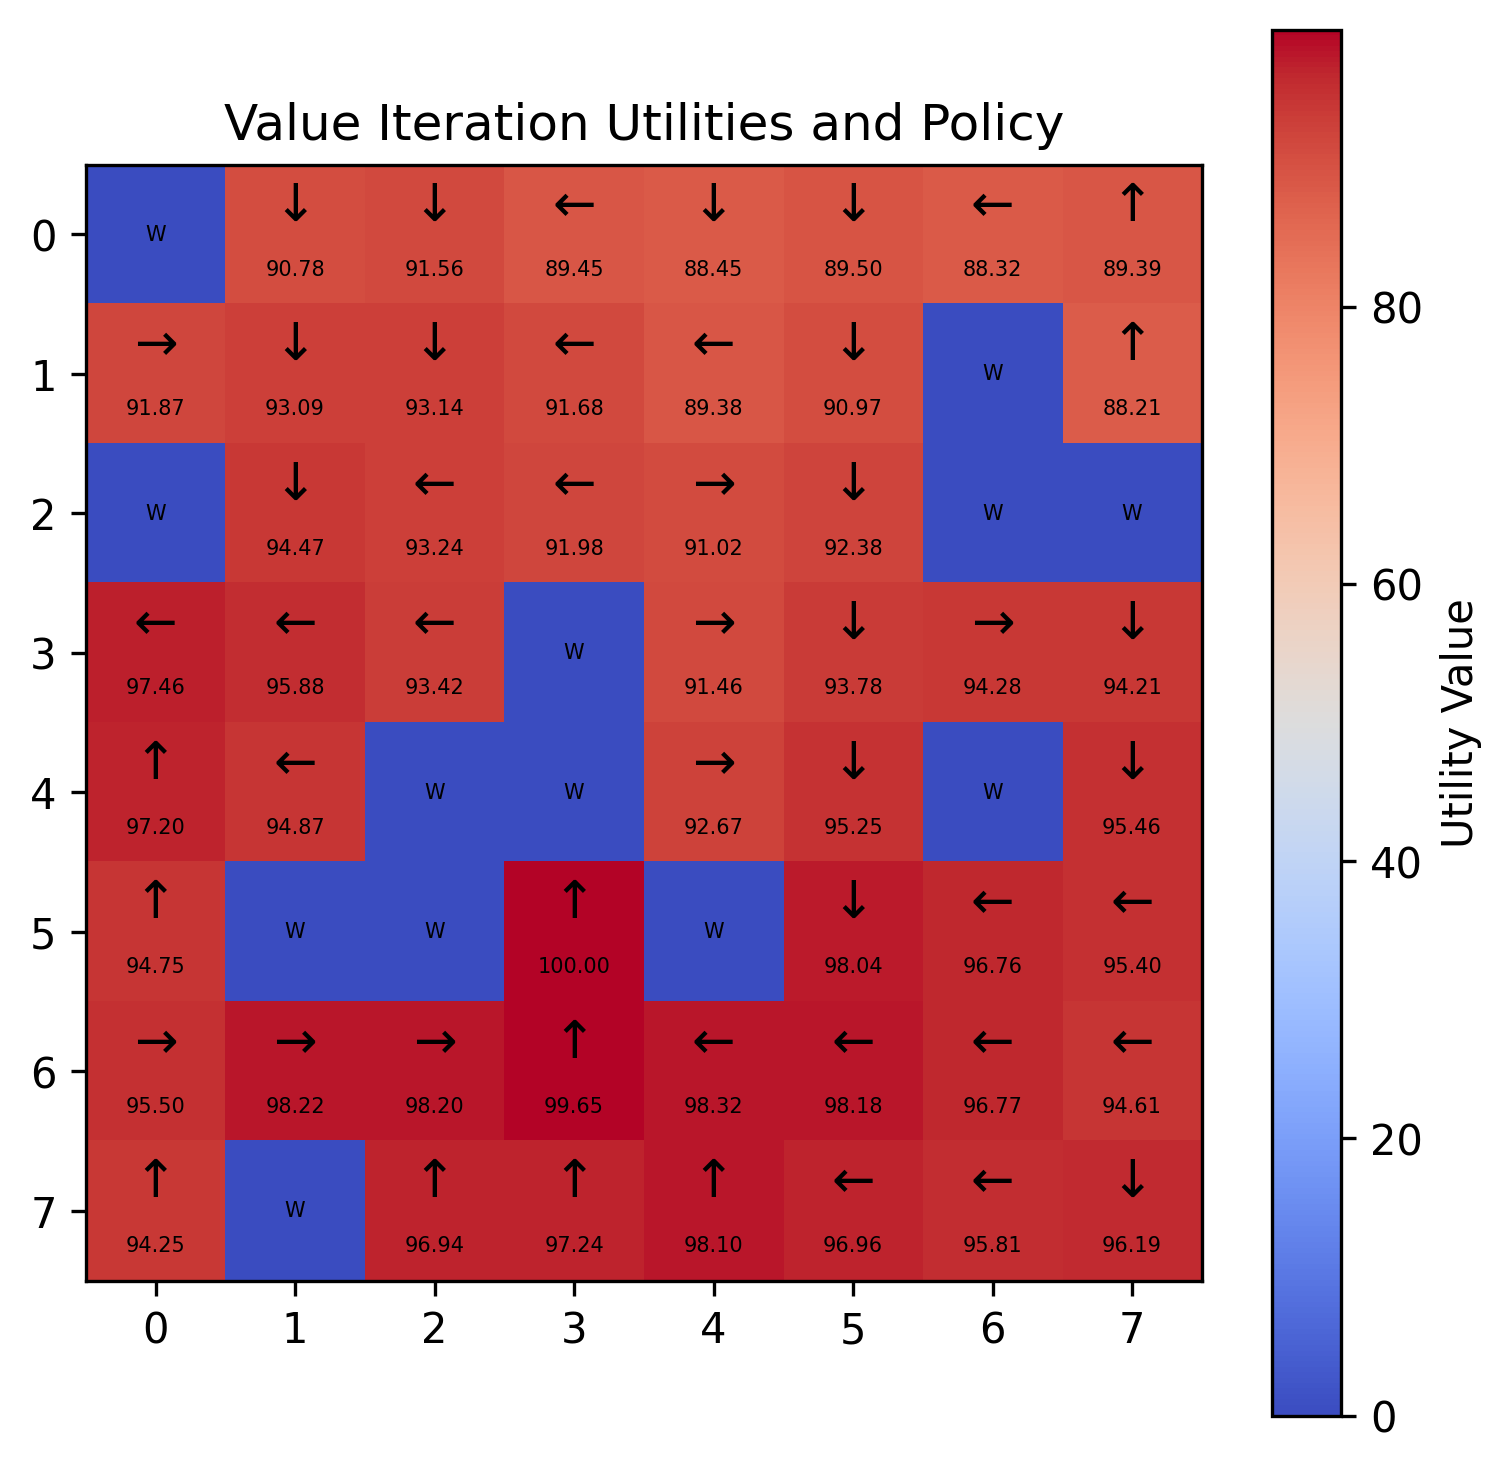 Value Iteration Utilities and Policy
0 W ↓ ↓ ← ↓ ↓ ← ↑
90.78 91.56 89.45 88.45 89.50 88.32 89.39
1 → ↓ ↓ ← ← ↓ W ↑
91.87 93.09 93.14 91.68 89.38 90.97 88.21
2 W ↓ ← ← → ↓ W W
94.47 93.24 91.98 91.02 92.38
3 ← ← ← W → ↓ → ↓
97.46 95.88 93.42 91.46 93.78 94.28 94.21
4 ↑ ← W W → ↓ W ↓
97.20 94.87 92.67 95.25 95.46
5 ↑ W W ↑ W ↓ ← ←
94.75 100.00 98.04 96.76 95.40
6 → → → ↑ ← ← ← ←
95.50 98.22 98.20 99.65 98.32 98.18 96.77 94.61
7 ↑ W ↑ ↑ ↑ ← ← ↓
94.25 96.94 97.24 98.10 96.96 95.81 96.19
0 1 2 3 4 5 6 7
80
60
40
20
0
Utility Value